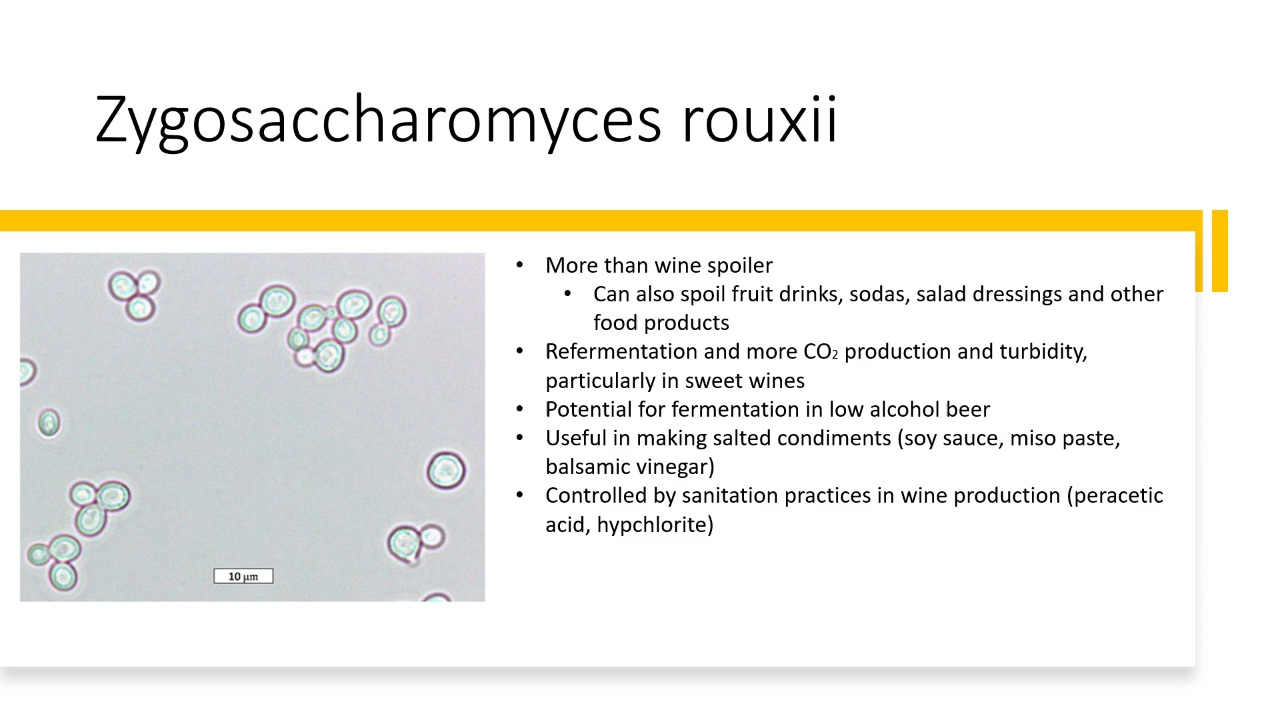 Zygosaccharomyces rouxii
• More than wine spoiler
• Can also spoil fruit drinks, sodas, salad dressings and other
food products
• Refermentation and more CO₂ production and turbidity,
particularly in sweet wines
• Potential for fermentation in low alcohol beer
• Useful in making salted condiments (soy sauce, miso paste,
balsamic vinegar)
• Controlled by sanitation practices in wine production (peracetic
acid, hypchlorite)
10 µm